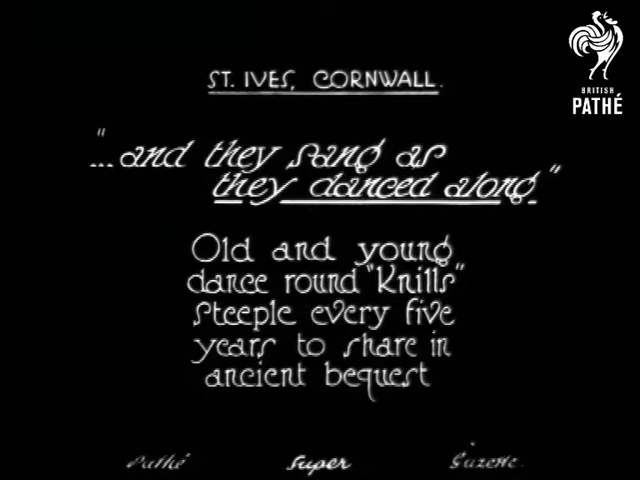 BRITISH
PATHÉ
ST. IVES, CORNWALL.
"... and they sang as
they danced along"
Old and young
dance round "Knills"
Steeple every five
years to share in
ancient bequest
Pathé Super Gazette.